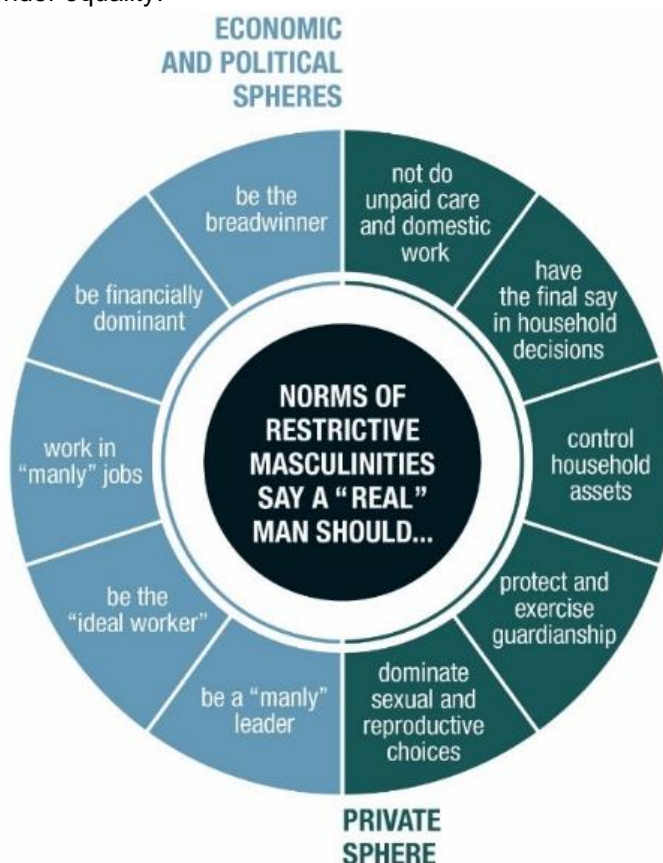 ECONOMIC
AND POLITICAL
SPHERES
be the
breadwinner
be financially
dominant
work in
“manly” jobs
be the
“ideal worker”
be a “manly”
leader
not do
unpaid care
and domestic
work
have
the final say
in household
decisions
control
household
assets
protect and
exercise
guardianship
dominate
sexual and
reproductive
choices
NORMS OF
RESTRICTIVE
MASCULINITIES
SAY A “REAL”
MAN SHOULD...
PRIVATE
SPHERE